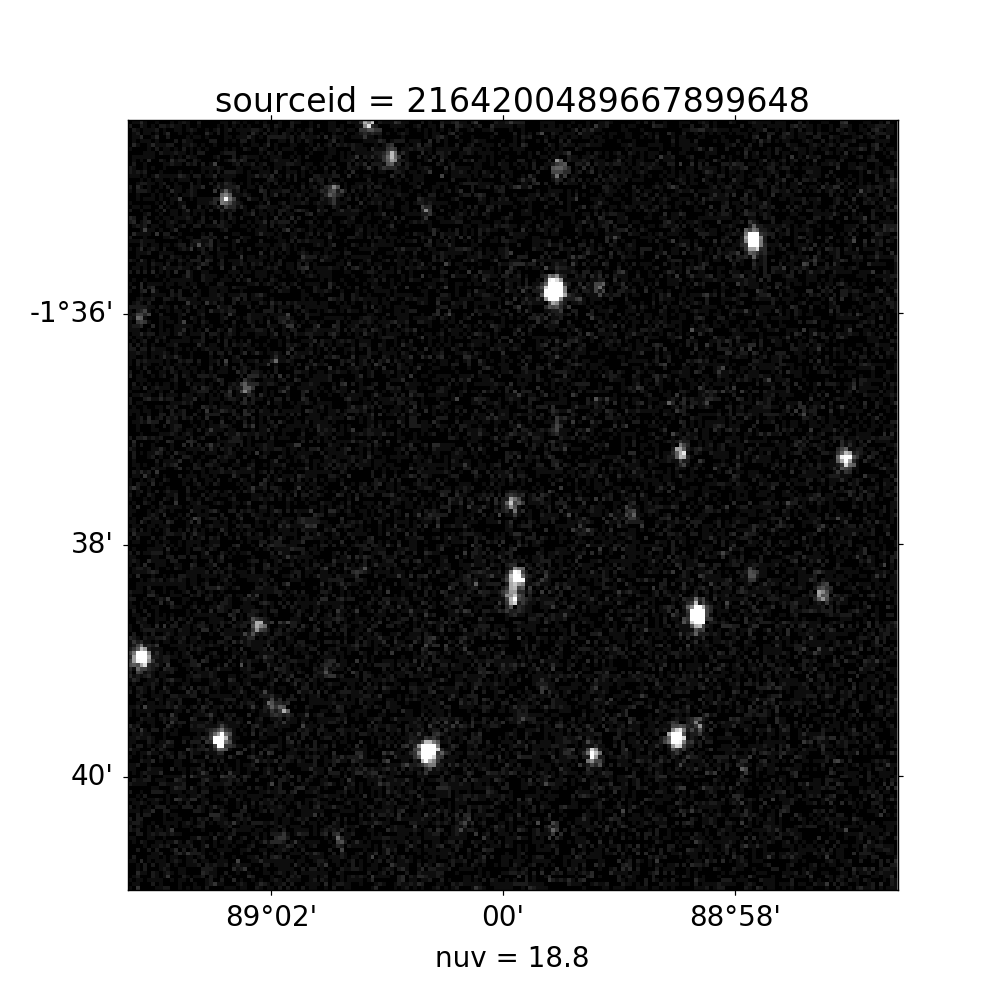 sourceid = 2164200489667899648
-1°36'
38'
40'
89°02' 00' 88°58'
nuv = 18.8